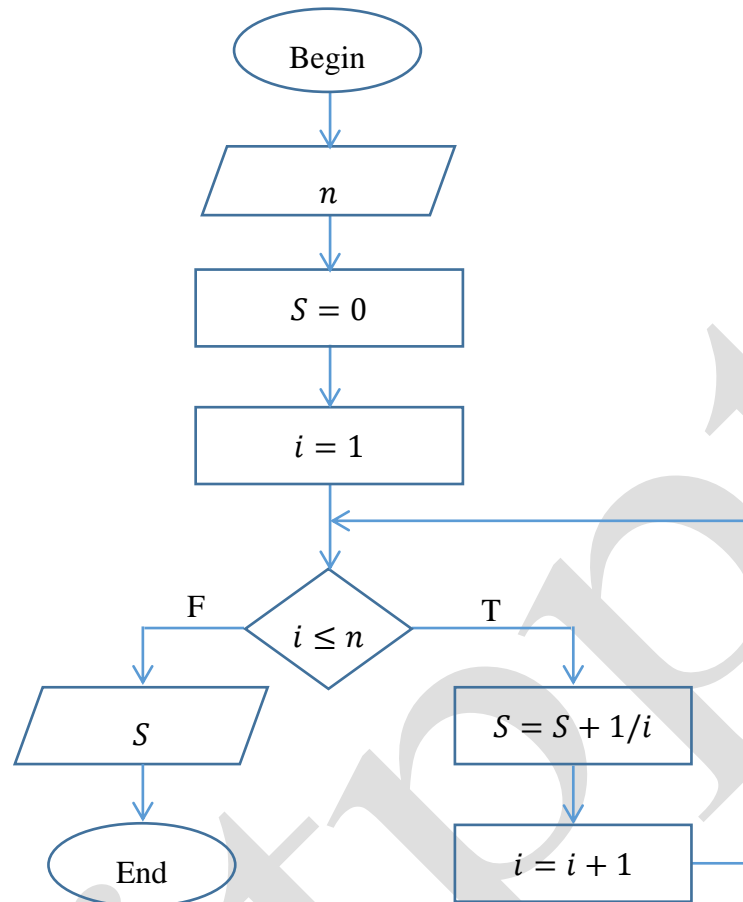 Begin
n
S = 0
i = 1
F
T
i ≤ n
S
S = S + 1/i
End
i = i + 1